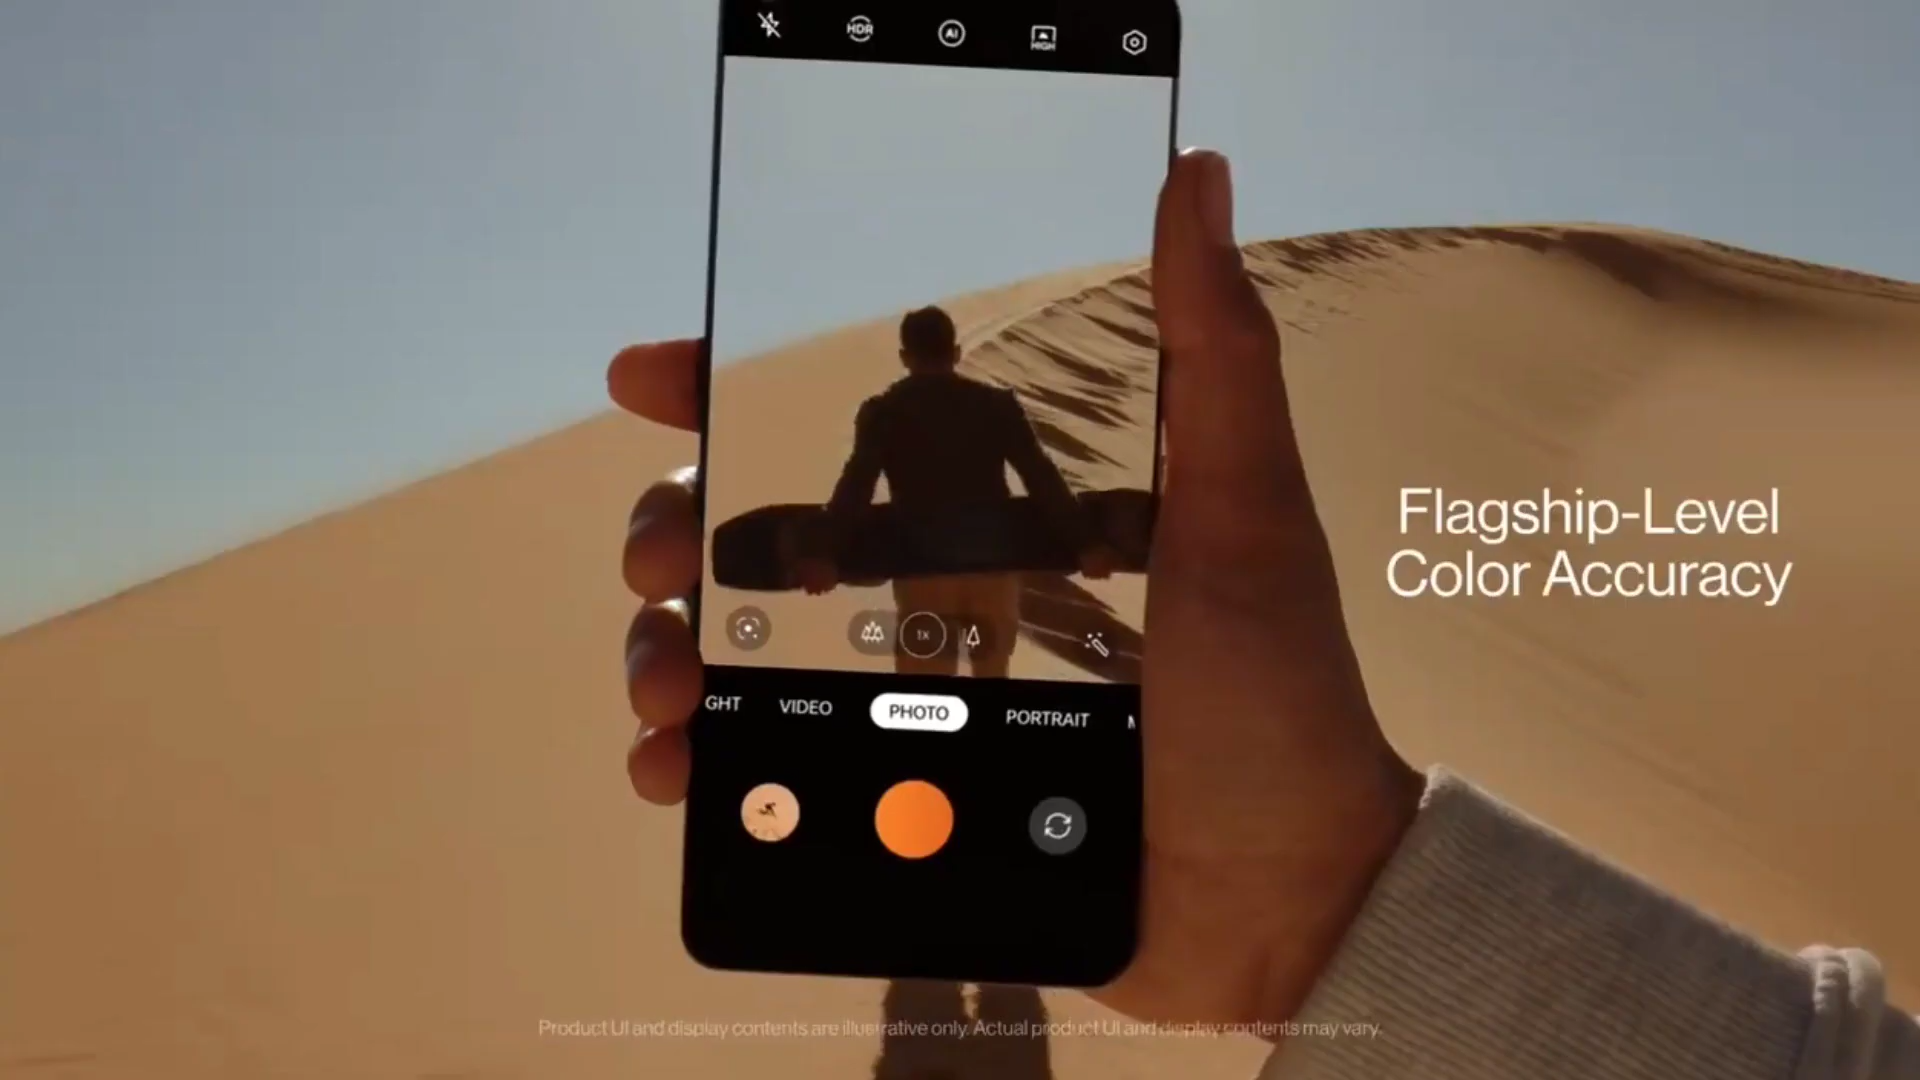 HDR
AI
HIGH
Flagship-Level
Color Accuracy
1X
GHT VIDEO PHOTO PORTRAIT
Product UI and display contents are illustrative only. Actual product UI and display contents may vary.